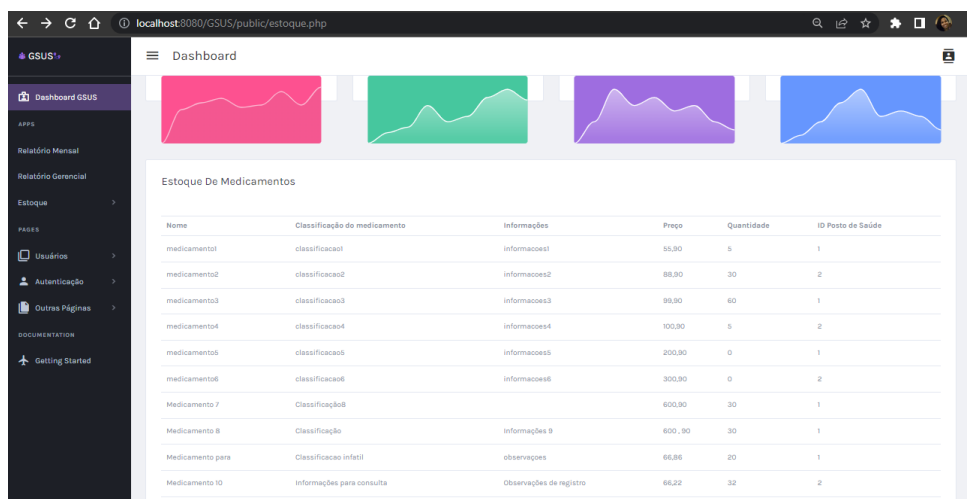 localhost:8080/GSUS/public/estoque.php
GSUS
Dashboard
Dashboard GSUS
APPS
Relatório Mensal
Relatório Gerencial
Estoque
PAGES
Usuários
Autenticação
Outras Páginas
DOCUMENTATION
Getting Started
Estoque De Medicamentos
Nome Classificação do medicamento Informações Preço Quantidade ID Posto de Saúde
medicamento1 classificacao1 informacoes1 55,90 5 1
medicamento2 classificacao2 informacoes2 88,90 30 2
medicamento3 classificacao3 informacoes3 99,90 60 1
medicamento4 classificacao4 informacoes4 100,90 5 2
medicamento5 classificacao5 informacoes5 200,90 0 1
medicamento6 classificacao6 informacoes6 300,90 0 2
Medicamento 7 Classificação8 600,90 30 1
Medicamento 8 Classificação Informações 9 600 , 90 30 1
Medicamento para Classificacao infatil observaçoes 66,86 20 1
Medicamento 10 Informações para consulta Observações de registro 66,22 32 2